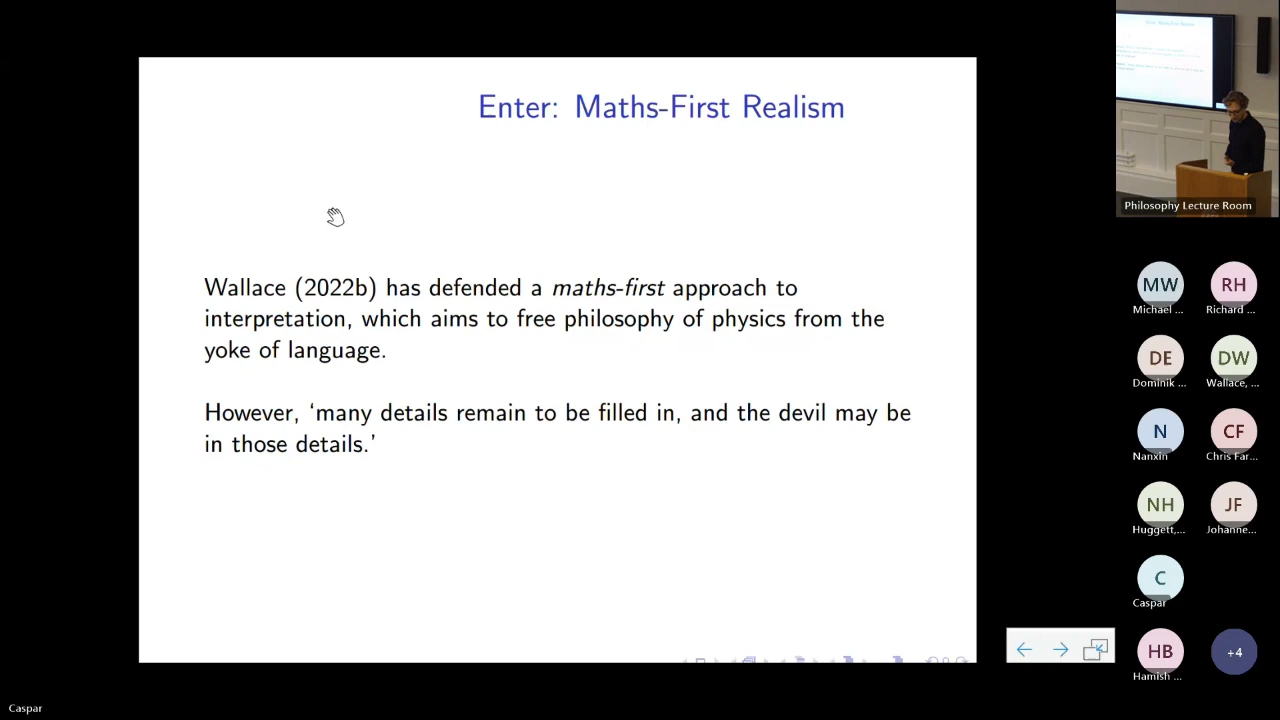 Enter: Maths-First Realism
Wallace (2022b) has defended a maths-first approach to
interpretation, which aims to free philosophy of physics from the
yoke of language.
However, ‘many details remain to be filled in, and the devil may be
in those details.’
Philosophy Lecture Room
MW
RH
Michael ...
Richard ...
DE
DW
Dominik ...
Wallace, ...
N
CF
Nanxin
Chris Far...
NH
JF
Huggett,...
Johanne...
C
Caspar
HB
+4
Hamish ...
Caspar